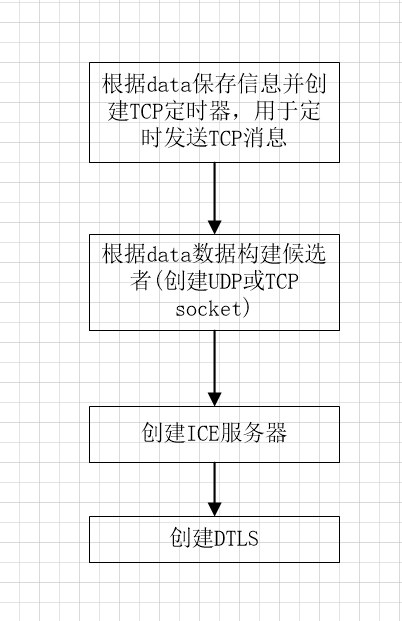 根据data保存信息并创
建TCP定时器，用于定
时发送TCP消息
根据data数据构建候选
者(创建UDP或TCP
socket)
创建ICE服务器
创建DTLS